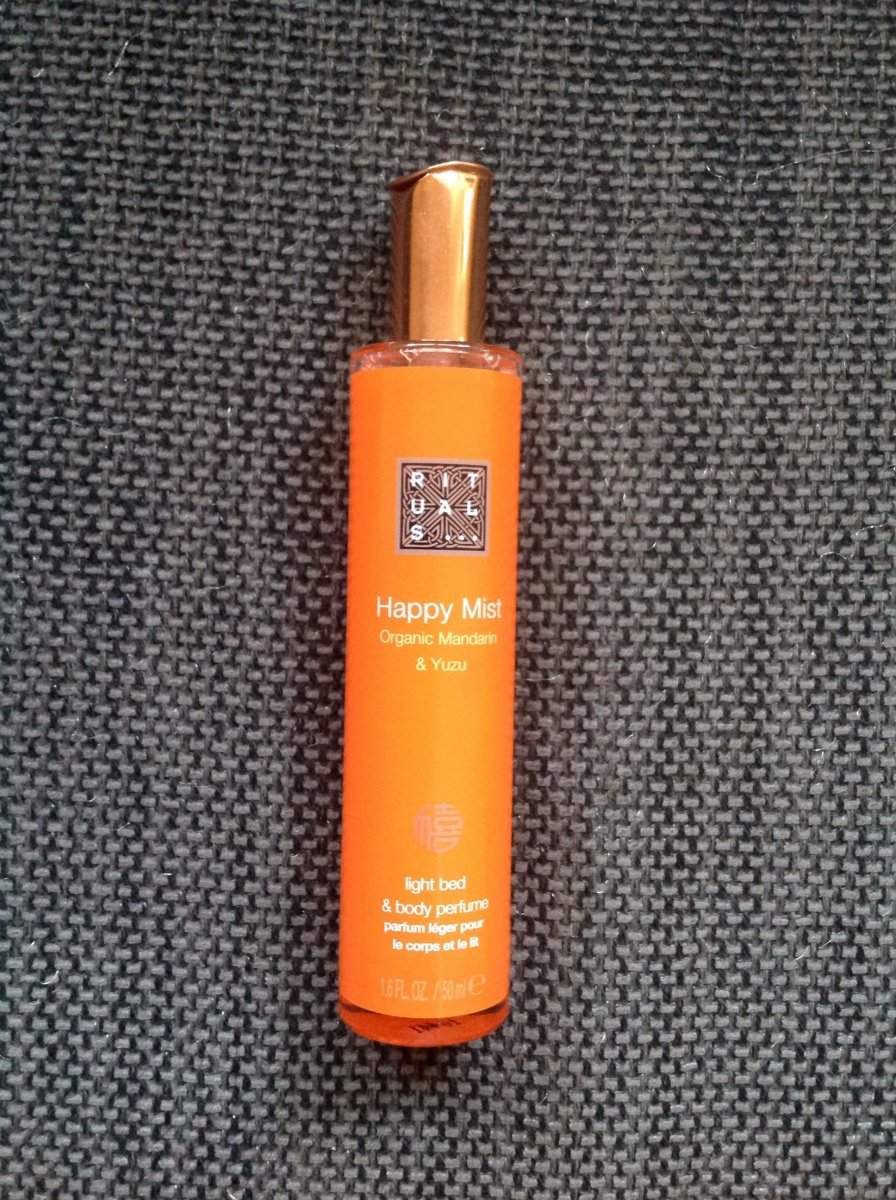 RIT
UAL
S...
Happy Mist
Organic Mandarin
& Yuzu
light bed
& body perfume
parfum léger pour
le corps et le lit
1.6 FL. OZ. / 50 ml ℮